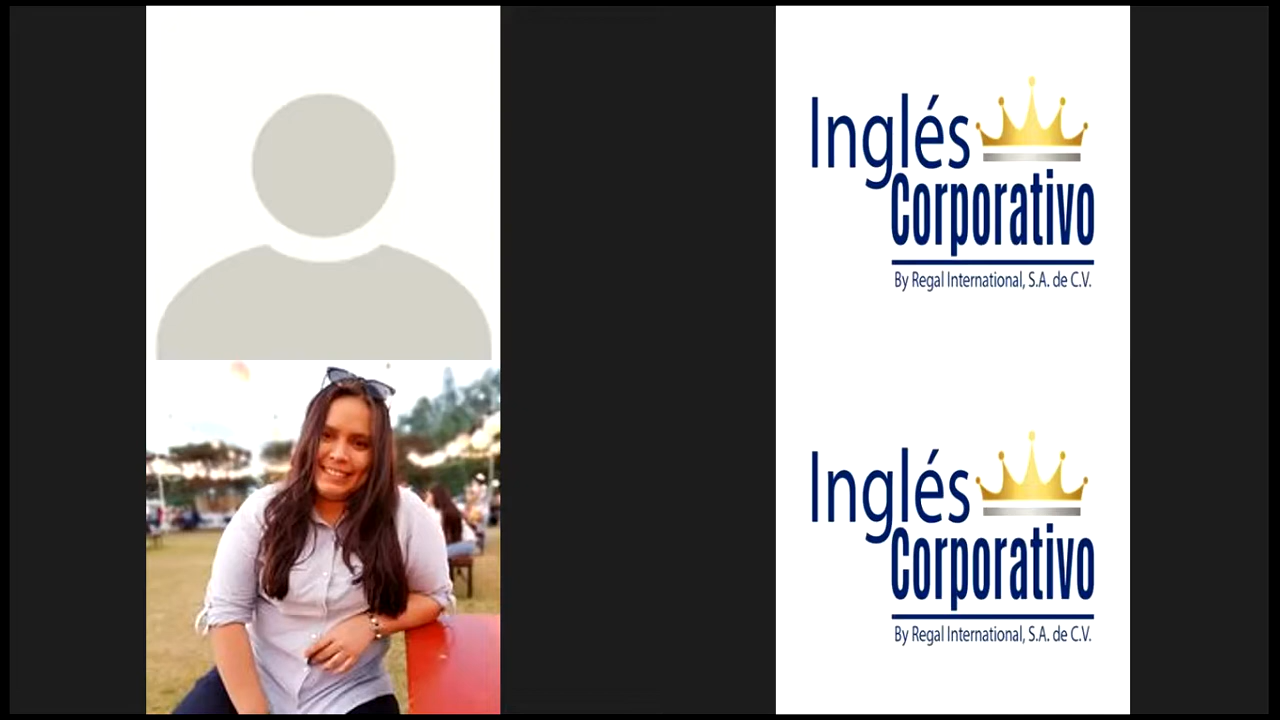 Inglés
Corporativo
By Regal International, S.A. de C.V.
Inglés
Corporativo
By Regal International, S.A. de C.V.